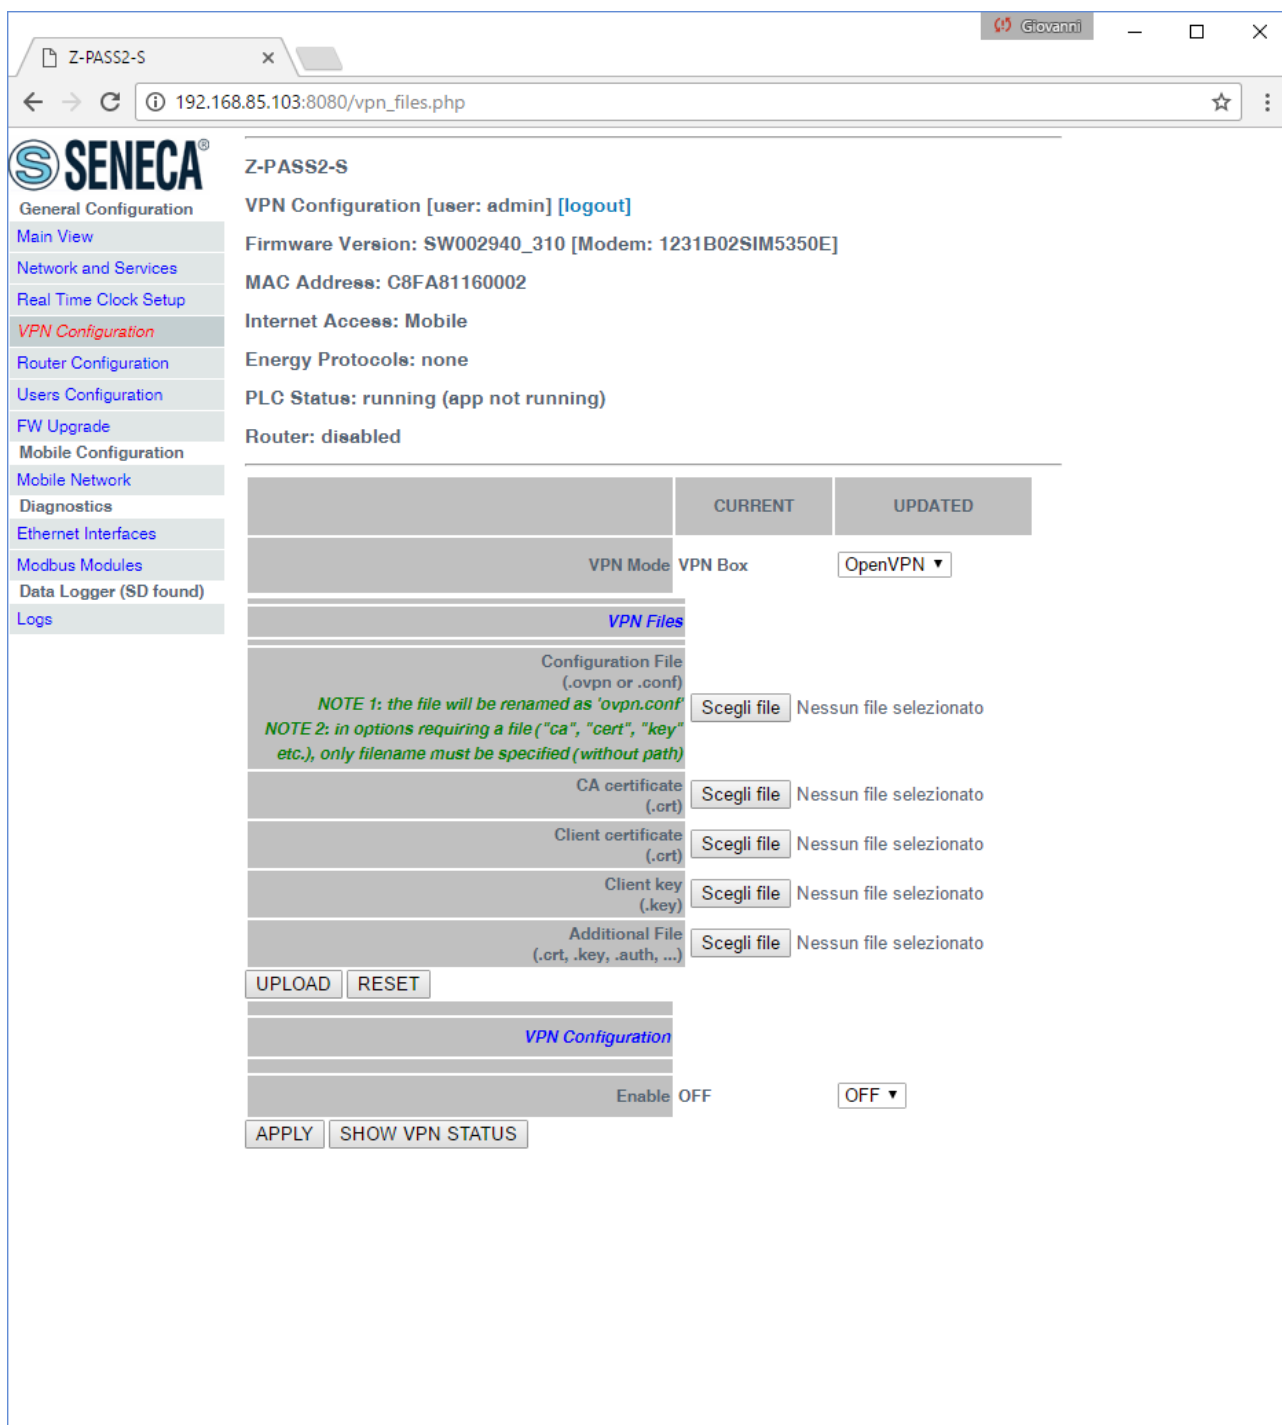 Giovanni
Z-PASS2-S
192.168.85.103:8080/vpn_files.php
SENECA®
General Configuration
Main View
Network and Services
Real Time Clock Setup
VPN Configuration
Router Configuration
Users Configuration
FW Upgrade
Mobile Configuration
Mobile Network
Diagnostics
Ethernet Interfaces
Modbus Modules
Data Logger (SD found)
Logs
Z-PASS2-S
VPN Configuration [user: admin] [logout]
Firmware Version: SW002940_310 [Modem: 1231B02SIM5350E]
MAC Address: C8FA81160002
Internet Access: Mobile
Energy Protocols: none
PLC Status: running (app not running)
Router: disabled
CURRENT UPDATED
VPN Mode VPN Box OpenVPN
VPN Files
Configuration File
(.ovpn or .conf)
NOTE 1: the file will be renamed as 'ovpn.conf'
NOTE 2: in options requiring a file ("ca", "cert", "key"
etc.), only filename must be specified (without path)
Scegli file Nessun file selezionato
CA certificate
(.crt)
Scegli file Nessun file selezionato
Client certificate
(.crt)
Scegli file Nessun file selezionato
Client key
(.key)
Scegli file Nessun file selezionato
Additional File
(.crt, .key, .auth, ...)
Scegli file Nessun file selezionato
UPLOAD RESET
VPN Configuration
Enable OFF OFF
APPLY SHOW VPN STATUS